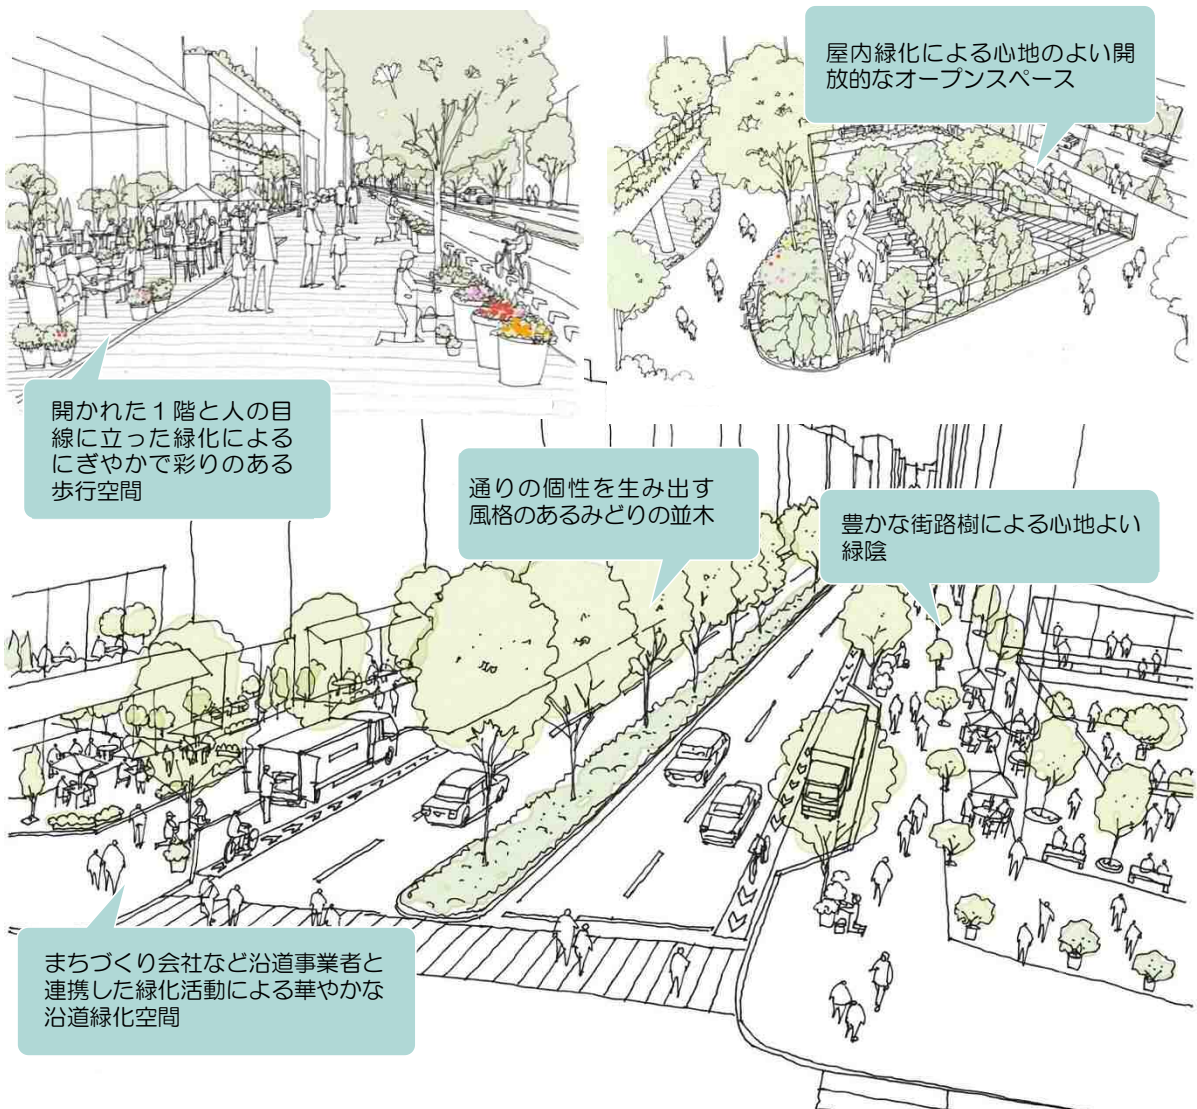 屋内緑化による心地のよい開
放的なオープンスペース
開かれた1階と人の目
線に立った緑化による
にぎやかで彩りのある
歩行空間
通りの個性を生み出す
風格のあるみどりの並木
豊かな街路樹による心地よい
緑陰
まちづくり会社など沿道事業者と
連携した緑化活動による華やかな
沿道緑化空間